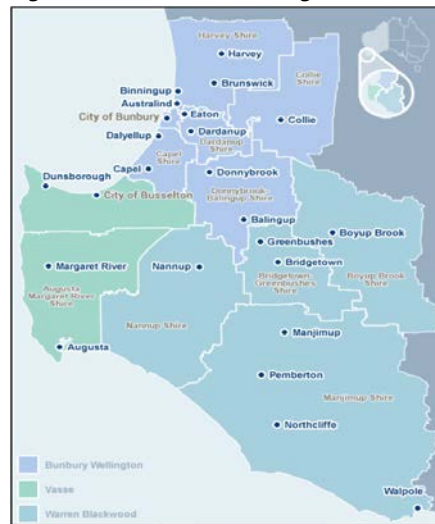 Harvey Shire
Harvey
Binningup
Brunswick
Collie
Shire
Australind
City of Bunbury
Eaton
Collie
Dardanup
Dardanup
Shire
Dalyellup
Capel
Shire
Capel
Donnybrook
Dunsborough
City of Busselton
Donnybrook-
Balingup Shire
Balingup
Boyup Brook
Greenbushes
Margaret River
Nannup
Bridgetown
Bridgetown-
Greenbushes
Shire
Boyup Brook
Shire
Augusta
Margaret River
Shire
Nannup Shire
Manjimup
Augusta
Pemberton
Manjimup Shire
Northcliffe
Bunbury Wellington
Vasse
Warren Blackwood
Walpole